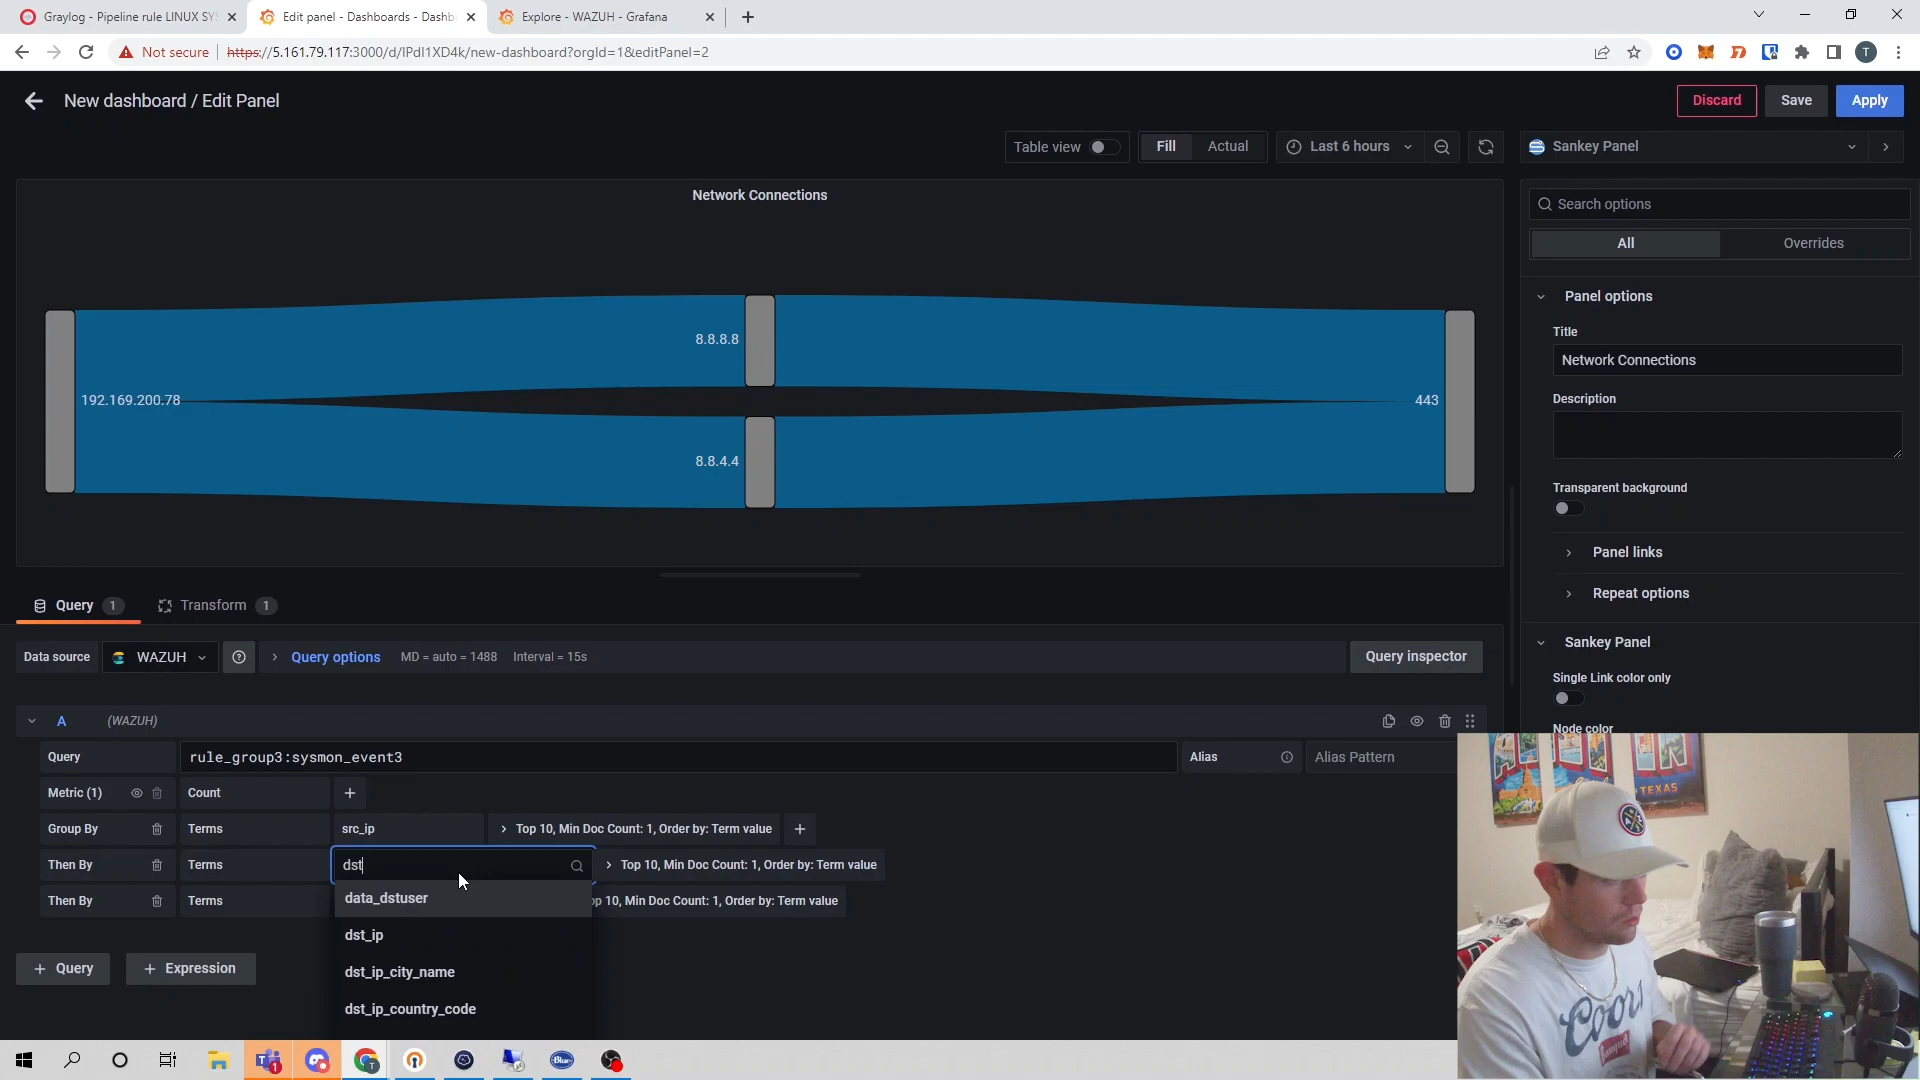 Graylog - Pipeline rule LINUX SYS
Edit panel - Dashboards - Dashb
Explore - WAZUH - Grafana
Not secure
https://5.161.79.117:3000/d/lPdI1XD4k/new-dashboard?orgId=1&editPanel=2
T
New dashboard / Edit Panel
Discard
Save
Apply
Table view
Fill
Actual
Last 6 hours
Sankey Panel
Network Connections
Search options
All
Overrides
Panel options
Title
Network Connections
Description
Transparent background
Panel links
Repeat options
Sankey Panel
Single Link color only
Node color
8.8.8.8
192.169.200.78
443
8.8.4.4
Query 1
Transform 1
Data source
WAZUH
Query options
MD = auto = 1488
Interval = 15s
Query inspector
A (WAZUH)
Query
rule_group3:sysmon_event3
Alias
Alias Pattern
Metric (1)
Count
Group By
Terms
src_ip
Top 10, Min Doc Count: 1, Order by: Term value
Then By
Terms
dst
Top 10, Min Doc Count: 1, Order by: Term value
data_dstuser
Then By
Terms
op 10, Min Doc Count: 1, Order by: Term value
dst_ip
dst_ip_city_name
dst_ip_country_code
+ Query
+ Expression
TEXAS
Coors
Banquet
1
Blue